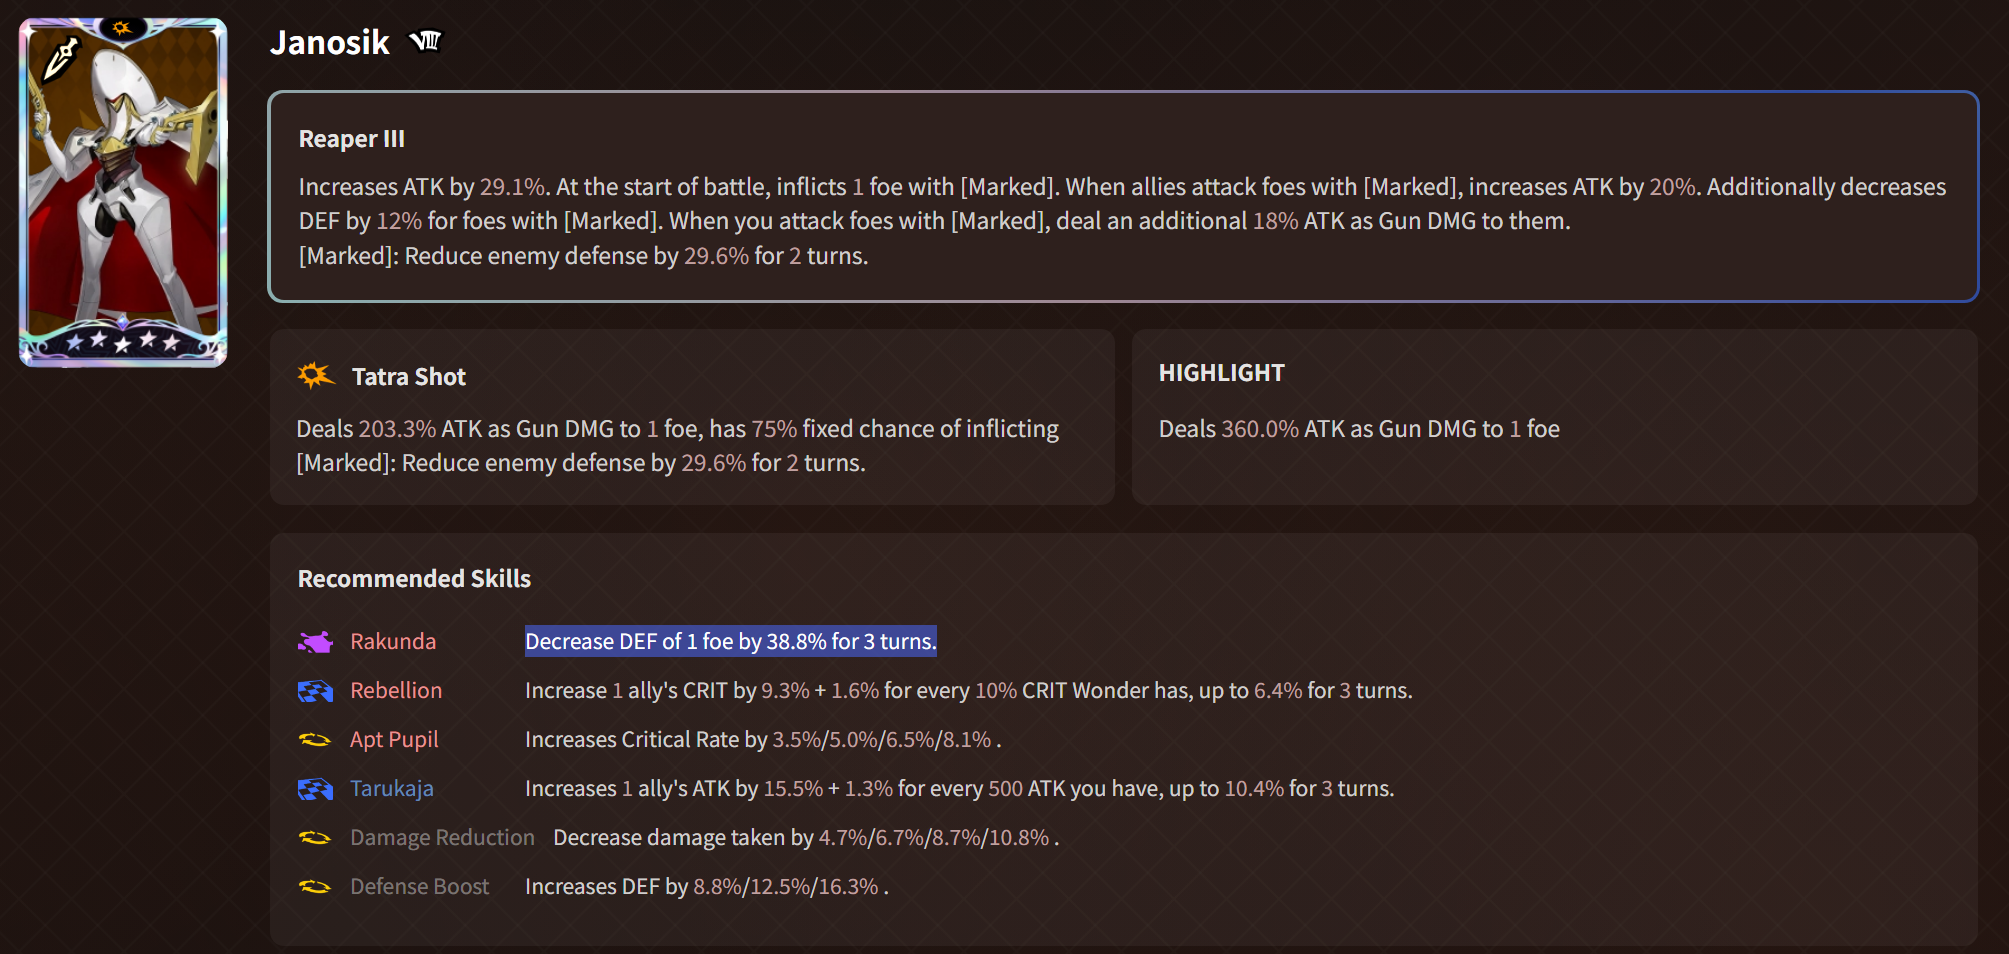 Janosik VIII
Reaper III
Increases ATK by 29.1%. At the start of battle, inflicts 1 foe with [Marked]. When allies attack foes with [Marked], increases ATK by 20%. Additionally decreases
DEF by 12% for foes with [Marked]. When you attack foes with [Marked], deal an additional 18% ATK as Gun DMG to them.
[Marked]: Reduce enemy defense by 29.6% for 2 turns.
Tatra Shot
Deals 203.3% ATK as Gun DMG to 1 foe, has 75% fixed chance of inflicting
[Marked]: Reduce enemy defense by 29.6% for 2 turns.
HIGHLIGHT
Deals 360.0% ATK as Gun DMG to 1 foe
Recommended Skills
Rakunda Decrease DEF of 1 foe by 38.8% for 3 turns.
Rebellion Increase 1 ally's CRIT by 9.3% + 1.6% for every 10% CRIT Wonder has, up to 6.4% for 3 turns.
Apt Pupil Increases Critical Rate by 3.5%/5.0%/6.5%/8.1% .
Tarukaja Increases 1 ally's ATK by 15.5% + 1.3% for every 500 ATK you have, up to 10.4% for 3 turns.
Damage Reduction Decrease damage taken by 4.7%/6.7%/8.7%/10.8% .
Defense Boost Increases DEF by 8.8%/12.5%/16.3% .